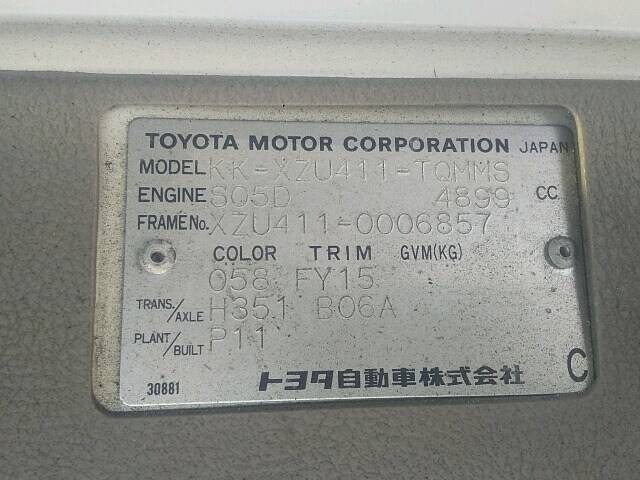 TOYOTA MOTOR CORPORATION JAPAN
MODEL KK-XZU411-TQMMS
ENGINE S05D 4899 CC
FRAME No. XZU411-0006857
COLOR TRIM GVM(KG)
058 FY15
TRANS./AXLE H351 B06A
PLANT/BUILT P11
30881 トヨタ自動車株式会社 C